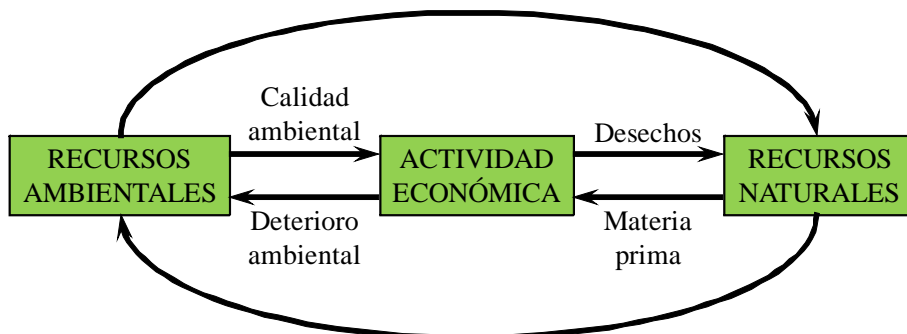 Calidad
ambiental
Desechos
RECURSOS
AMBIENTALES
ACTIVIDAD
ECONÓMICA
RECURSOS
NATURALES
Deterioro
ambiental
Materia
prima